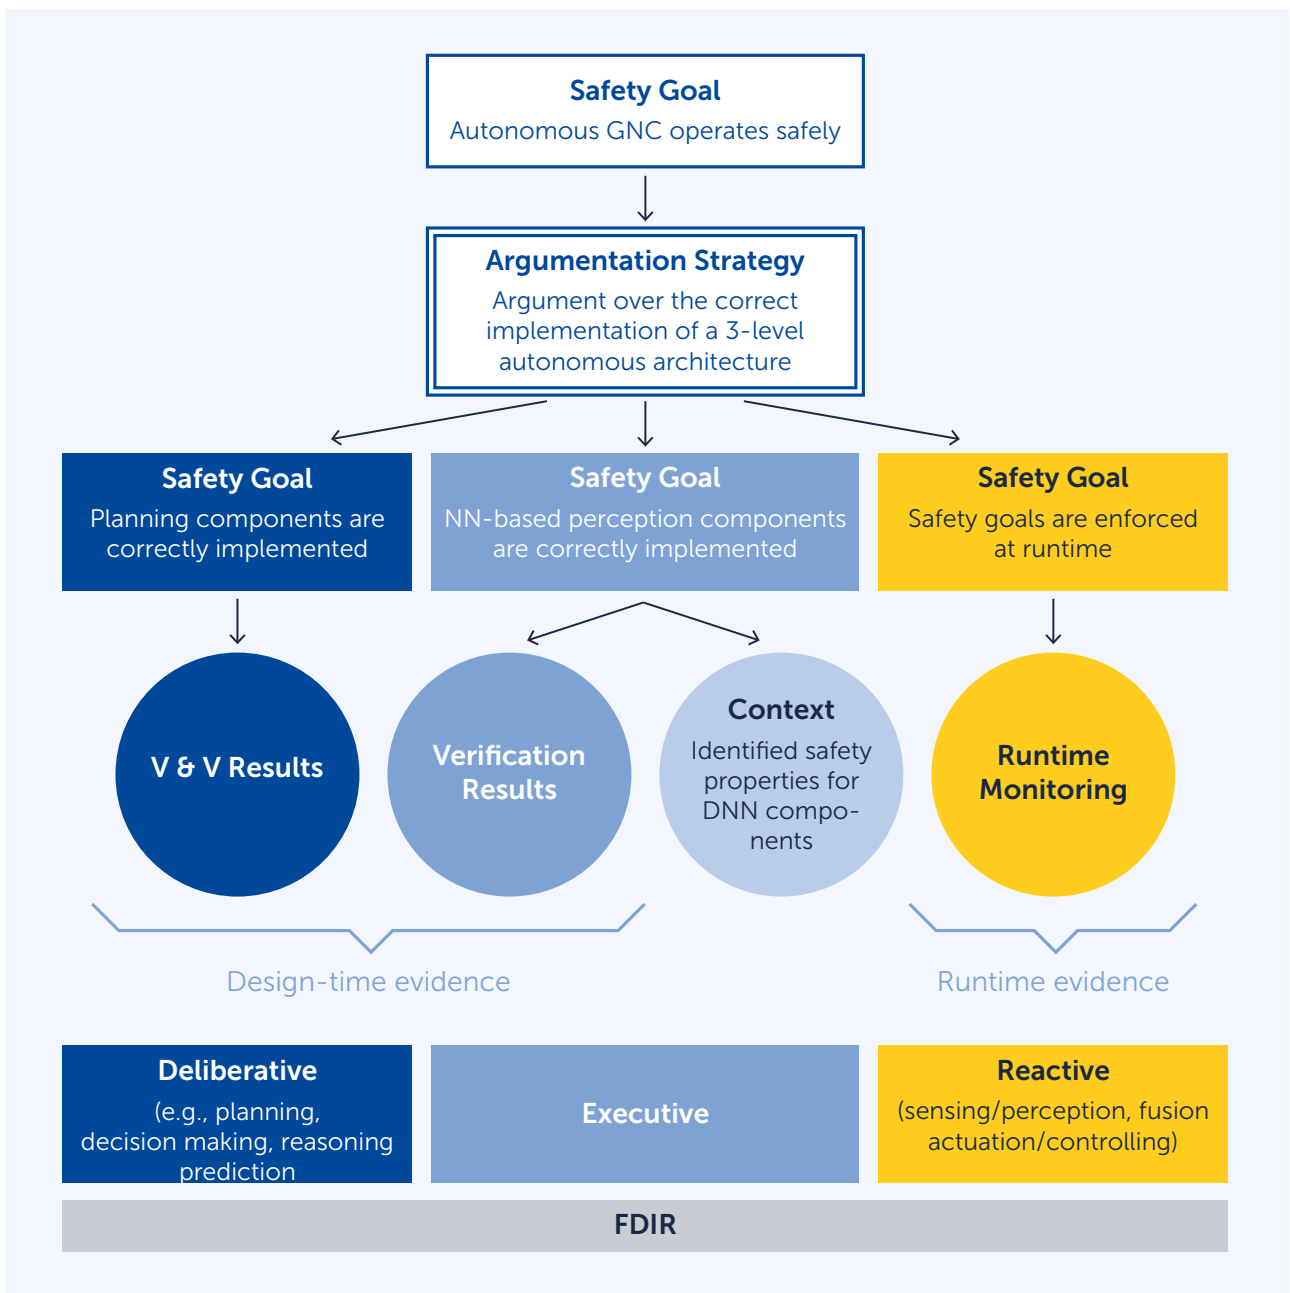 Safety Goal
Autonomous GNC operates safely
Argumentation Strategy
Argument over the correct
implementation of a 3-level
autonomous architecture
Safety Goal
Planning components are
correctly implemented
Safety Goal
NN-based perception components
are correctly implemented
Safety Goal
Safety goals are enforced
at runtime
V & V Results
Verification
Results
Context
Identified safety
properties for
DNN compo-
nents
Runtime
Monitoring
Design-time evidence
Runtime evidence
Deliberative
(e.g., planning,
decision making, reasoning
prediction
Executive
Reactive
(sensing/perception, fusion
actuation/controlling)
FDIR